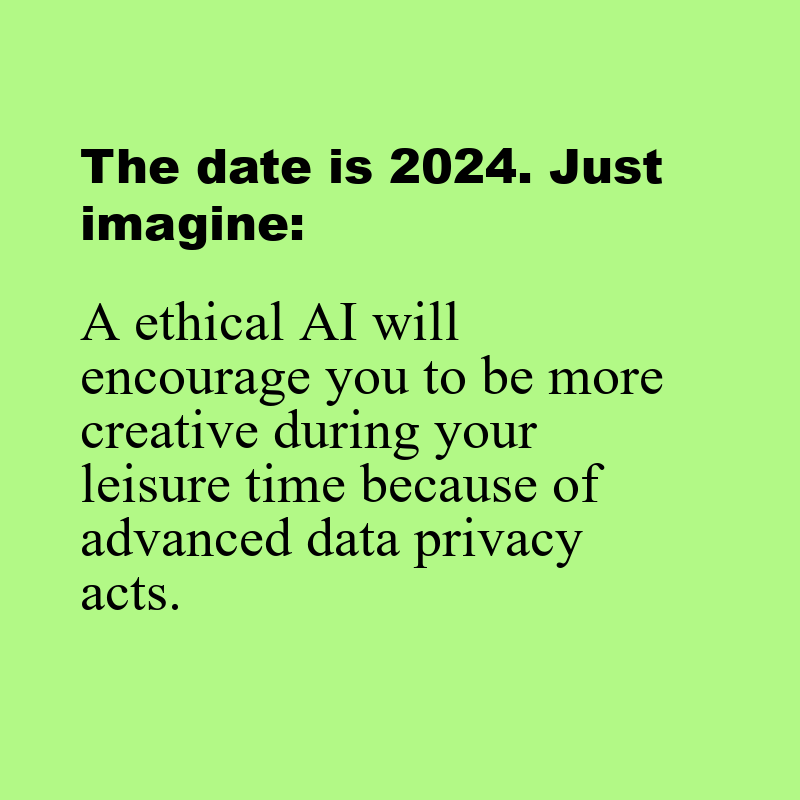 The date is 2024. Just
imagine:
A ethical AI will
encourage you to be more
creative during your
leisure time because of
advanced data privacy
acts.